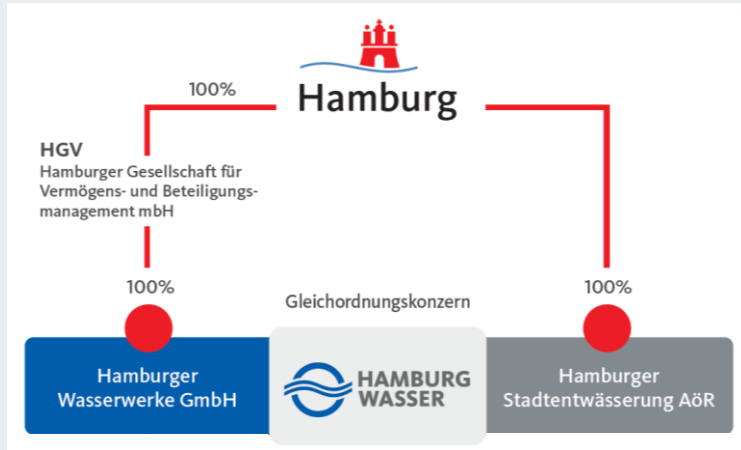 Hamburg
100%
HGV
Hamburger Gesellschaft für
Vermögens- und Beteiligungs-
management mbH
100%
100%
Gleichordnungskonzern
Hamburger
Wasserwerke GmbH
HAMBURG
WASSER
Hamburger
Stadtentwässerung AöR